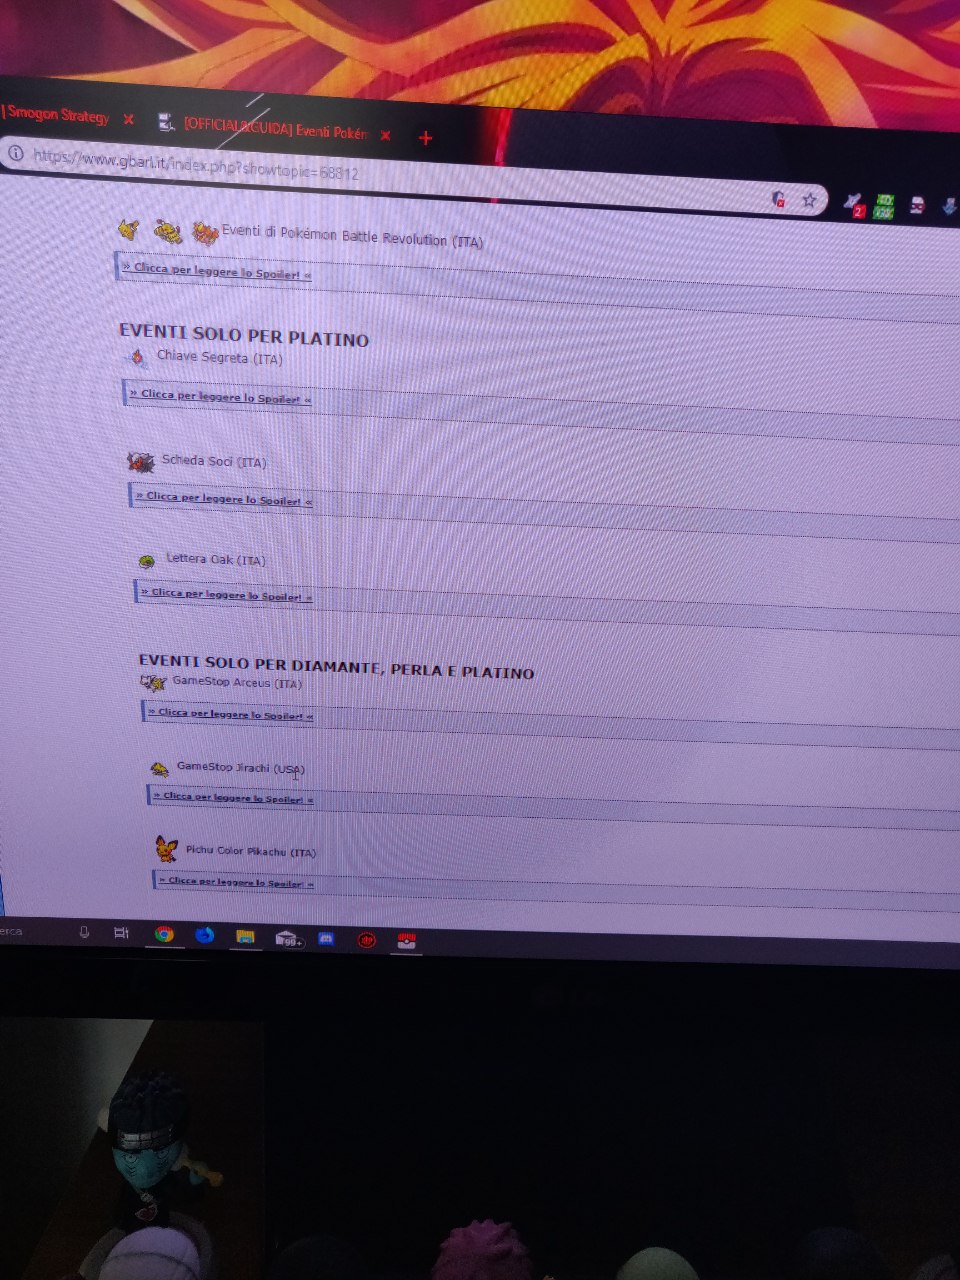 | Smogon Strategy
[OFFICIAL&GUIDA] Eventi Pokém
https://www.gbarl.it/index.php?showtopic=68812
2
Eventi di Pokémon Battle Revolution (ITA)
» Clicca per leggere lo Spoiler! «
EVENTI SOLO PER PLATINO
Chiave Segreta (ITA)
» Clicca per leggere lo Spoiler! «
Scheda Soci (ITA)
» Clicca per leggere lo Spoiler! «
Lettera Oak (ITA)
» Clicca per leggere lo Spoiler! «
EVENTI SOLO PER DIAMANTE, PERLA E PLATINO
GameStop Arceus (ITA)
» Clicca per leggere lo Spoiler! «
GameStop Jirachi (USA)
» Clicca per leggere lo Spoiler! «
Pichu Color Pikachu (ITA)
» Clicca per leggere lo Spoiler! «
erca
99+